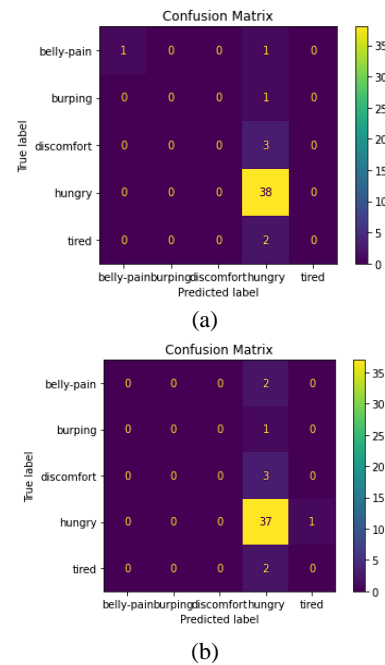 Confusion Matrix
belly-pain 1 0 0 1 0
burping 0 0 0 1 0
discomfort 0 0 0 3 0
hungry 0 0 0 38 0
tired 0 0 0 2 0
belly-pain burping discomfort hungry tired
Predicted label
True label
35
30
25
20
15
10
5
0
(a)
Confusion Matrix
belly-pain 0 0 0 2 0
burping 0 0 0 1 0
discomfort 0 0 0 3 0
hungry 0 0 0 37 1
tired 0 0 0 2 0
belly-pain burping discomfort hungry tired
Predicted label
True label
35
30
25
20
15
10
5
0
(b)